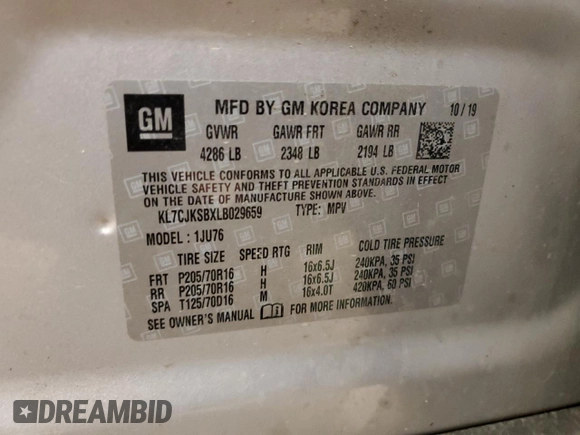 GM
MFD BY GM KOREA COMPANY 10/19
GVWR GAWR FRT GAWR RR
4286 LB 2348 LB 2194 LB
THIS VEHICLE CONFORMS TO ALL APPLICABLE U.S. FEDERAL MOTOR
VEHICLE SAFETY AND THEFT PREVENTION STANDARDS IN EFFECT
ON THE DATE OF MANUFACTURE SHOWN ABOVE.
KL7CJKSBXLB029659 TYPE: MPV
MODEL : 1JU76
TIRE SIZE SPEED RTG RIM COLD TIRE PRESSURE
FRT P205/70R16 H 16x6.5J 240KPA, 35 PSI
RR P205/70R16 H 16x6.5J 240KPA, 35 PSI
SPA T125/70D16 M 16x4.0T 420KPA, 60 PSI
SEE OWNER'S MANUAL FOR MORE INFORMATION.
DREAMBID